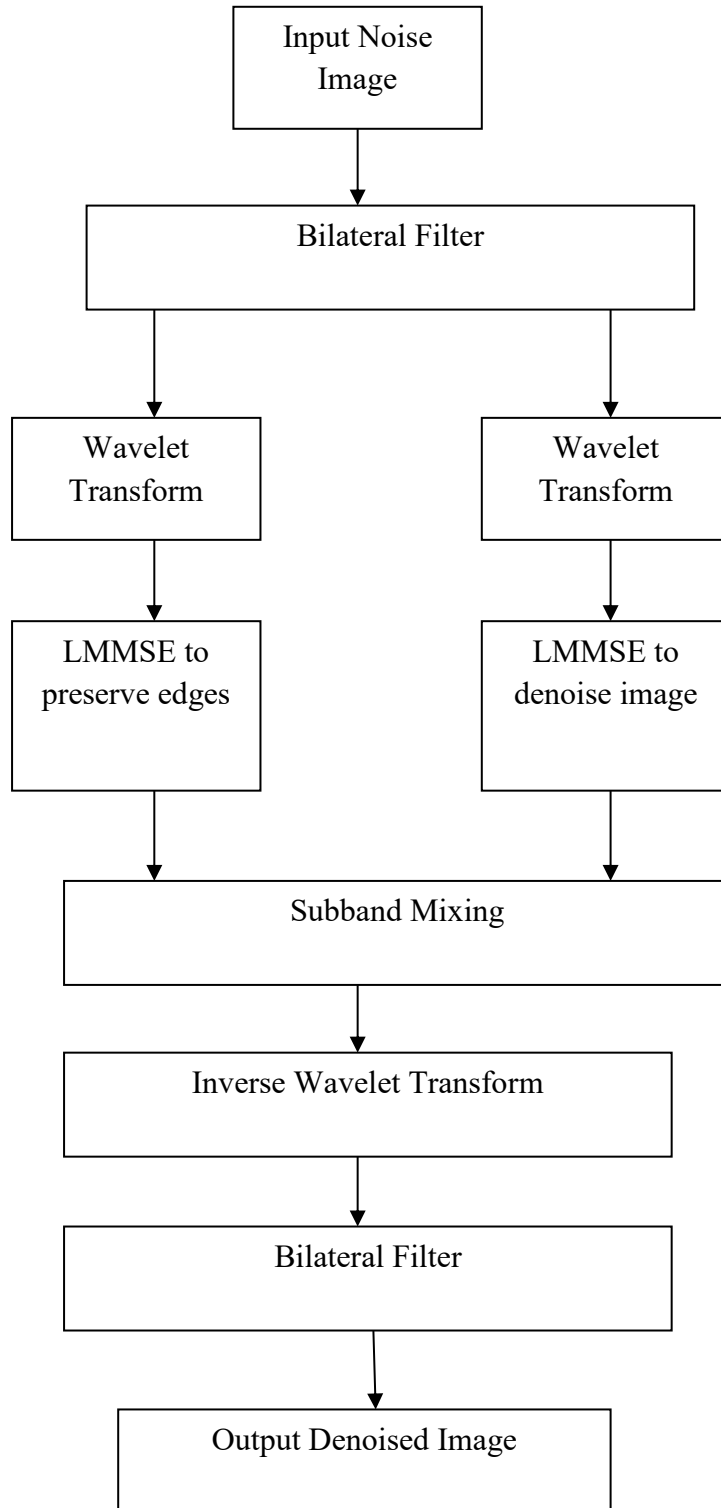 Input Noise
Image
Bilateral Filter
Wavelet
Transform
Wavelet
Transform
LMMSE to
preserve edges
LMMSE to
denoise image
Subband Mixing
Inverse Wavelet Transform
Bilateral Filter
Output Denoised Image